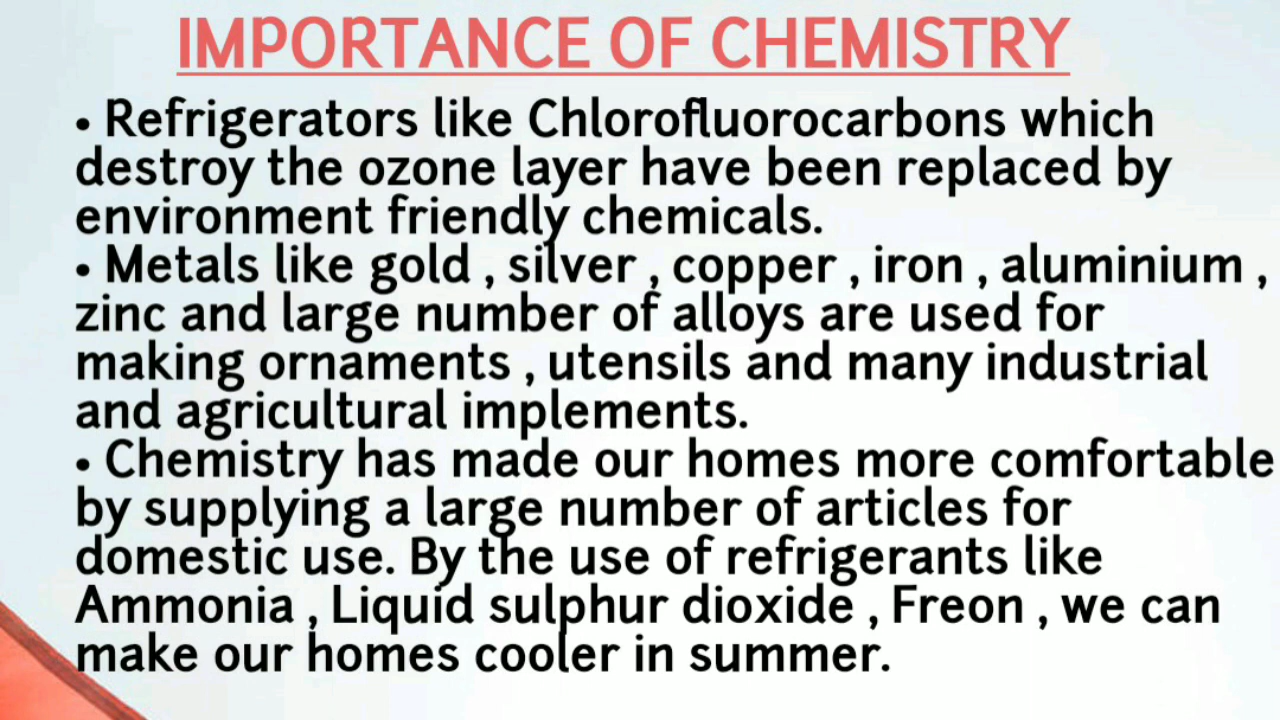 IMPORTANCE OF CHEMISTRY
• Refrigerators like Chlorofluorocarbons which
destroy the ozone layer have been replaced by
environment friendly chemicals.
• Metals like gold , silver , copper , iron , aluminium ,
zinc and large number of alloys are used for
making ornaments , utensils and many industrial
and agricultural implements.
• Chemistry has made our homes more comfortable
by supplying a large number of articles for
domestic use. By the use of refrigerants like
Ammonia , Liquid sulphur dioxide , Freon , we can
make our homes cooler in summer.